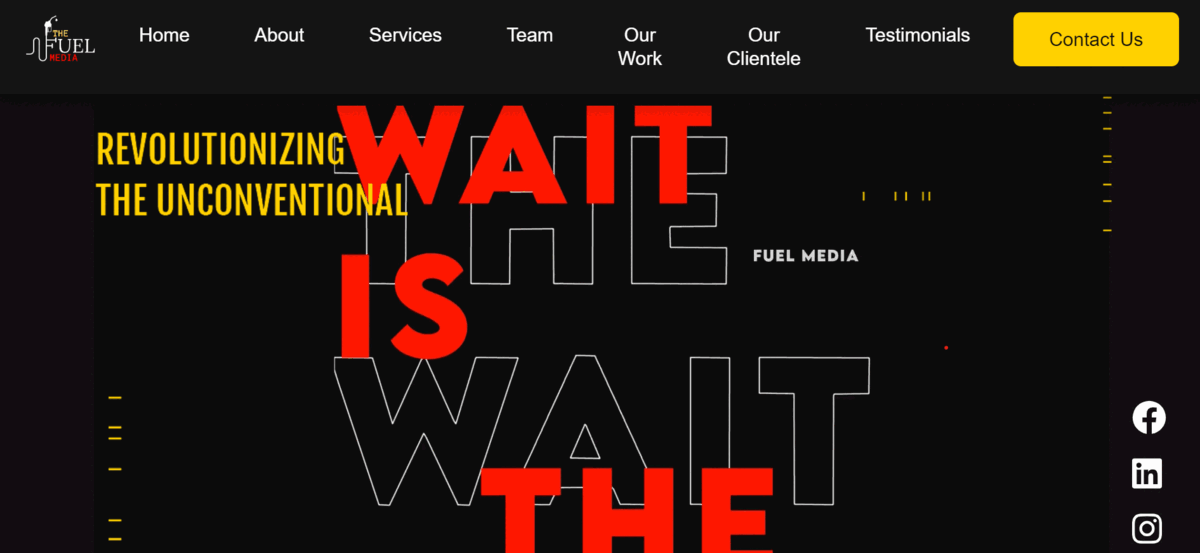 THE
FUEL
MEDIA
Home
About
Services
Team
Our
Work
Our
Clientele
Testimonials
Contact Us
REVOLUTIONIZING
THE UNCONVENTIONAL
WAIT
THE
FUEL MEDIA
IS
WAIT
THE